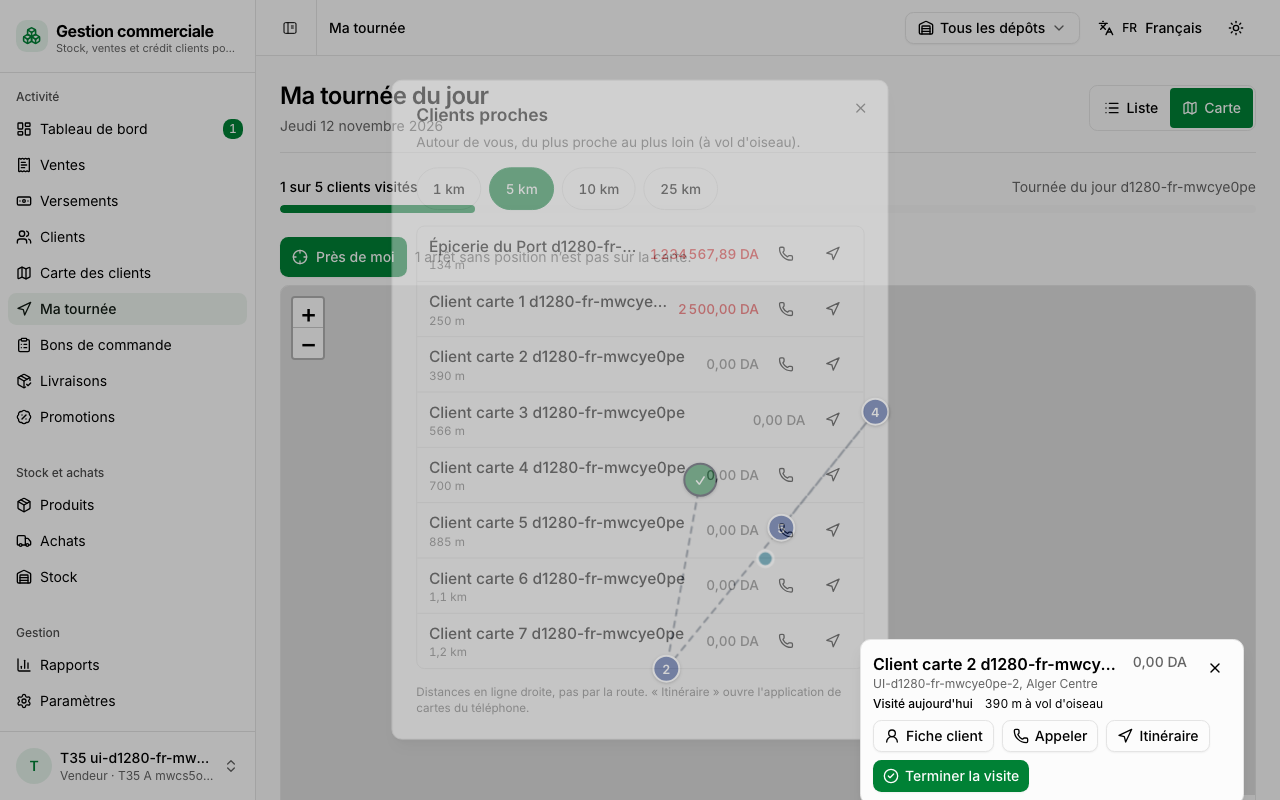 Gestion commerciale
Stock, ventes et crédit clients po...
Activité
Tableau de bord
1
Ventes
Versements
Clients
Carte des clients
Ma tournée
Bons de commande
Livraisons
Promotions
Stock et achats
Produits
Achats
Stock
Gestion
Rapports
Paramètres
T
T35 ui-d1280-fr-mw...
Vendeur · T35 A mwcs5o...
Ma tournée
Tous les dépôts
FR Français
Ma tournée du jour
Jeudi 12 novembre 2026
Liste
Carte
1 sur 5 clients visités
Tournée du jour d1280-fr-mwcye0pe
Près de moi
1 arrêt sans position n'est pas sur la carte.
+
−
Clients proches
Autour de vous, du plus proche au plus loin (à vol d'oiseau).
1 km
5 km
10 km
25 km
Épicerie du Port d1280-fr-...
1 234 567,89 DA
134 m
Client carte 1 d1280-fr-mwcye...
2 500,00 DA
250 m
Client carte 2 d1280-fr-mwcye0pe
0,00 DA
390 m
Client carte 3 d1280-fr-mwcye0pe
0,00 DA
566 m
4
Client carte 4 d1280-fr-mwcye0pe
0,00 DA
700 m
Client carte 5 d1280-fr-mwcye0pe
0,00 DA
885 m
Client carte 6 d1280-fr-mwcye0pe
0,00 DA
1,1 km
Client carte 7 d1280-fr-mwcye0pe
0,00 DA
1,2 km
2
Distances en ligne droite, pas par la route. « Itinéraire » ouvre l'application de
cartes du téléphone.
Client carte 2 d1280-fr-mwcy...
0,00 DA
UI-d1280-fr-mwcye0pe-2, Alger Centre
Visité aujourd'hui
390 m à vol d'oiseau
Fiche client
Appeler
Itinéraire
Terminer la visite